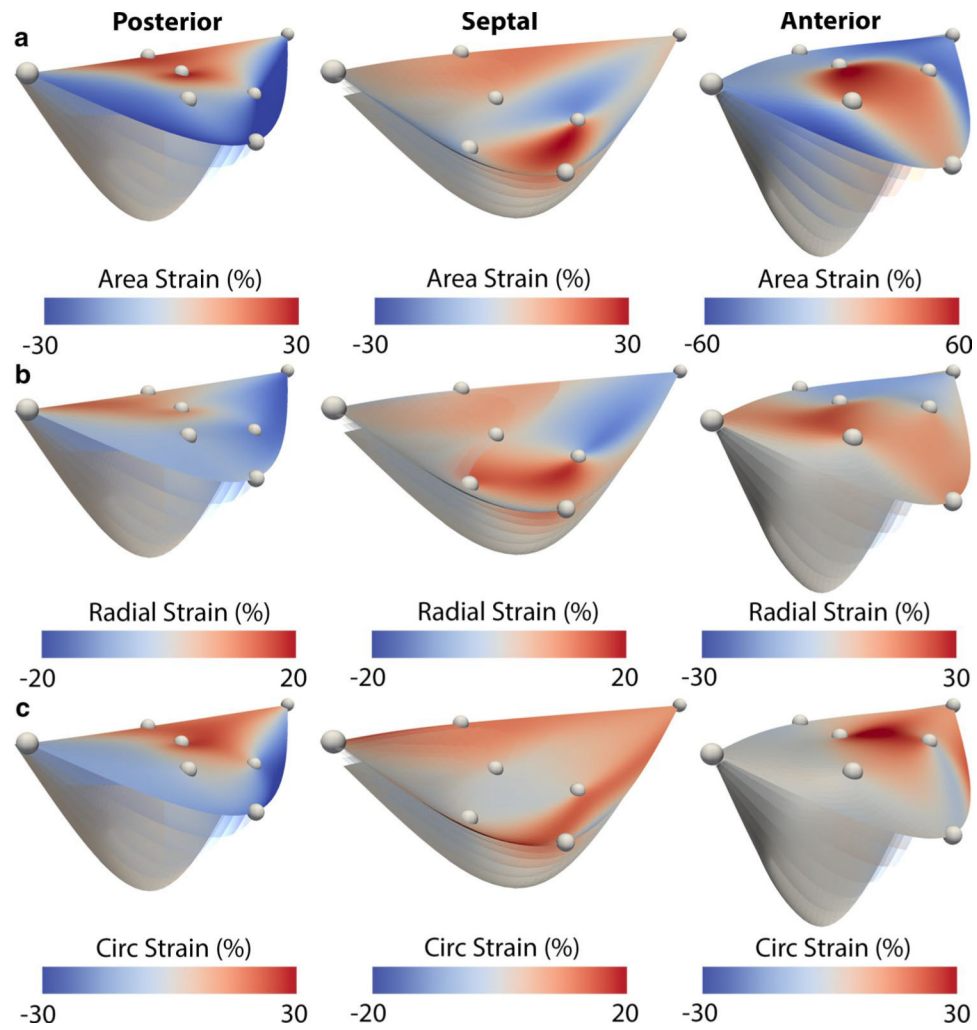 Posterior Septal Anterior
a
Area Strain (%) Area Strain (%) Area Strain (%)
-30 30 -30 30 -60 60
b
Radial Strain (%) Radial Strain (%) Radial Strain (%)
-20 20 -20 20 -30 30
c
Circ Strain (%) Circ Strain (%) Circ Strain (%)
-30 30 -20 20 -30 30